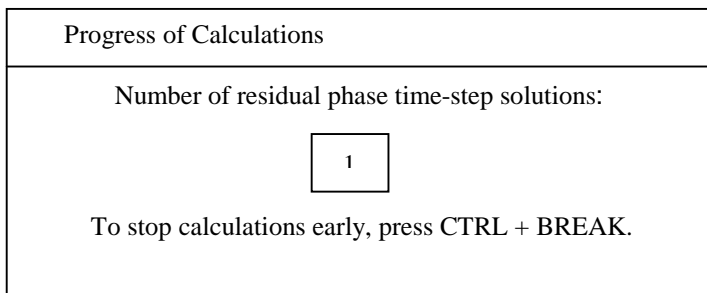 Progress of Calculations
Number of residual phase time-step solutions:
1
To stop calculations early, press CTRL + BREAK.